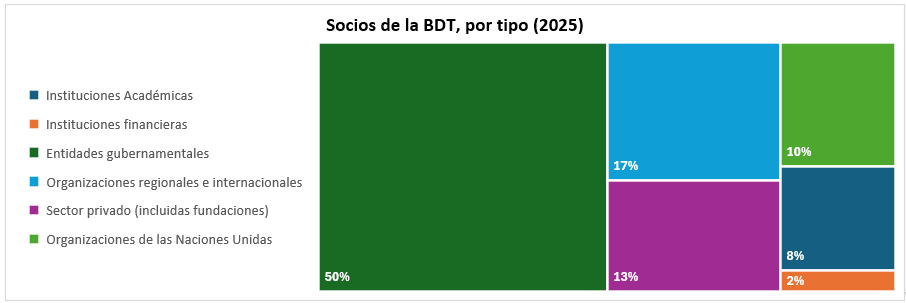 Socios de la BDT, por tipo (2025)
Instituciones Académicas
Instituciones financieras
Entidades gubernamentales
Organizaciones regionales e internacionales
Sector privado (incluidas fundaciones)
Organizaciones de las Naciones Unidas
50%
17%
13%
10%
8%
2%